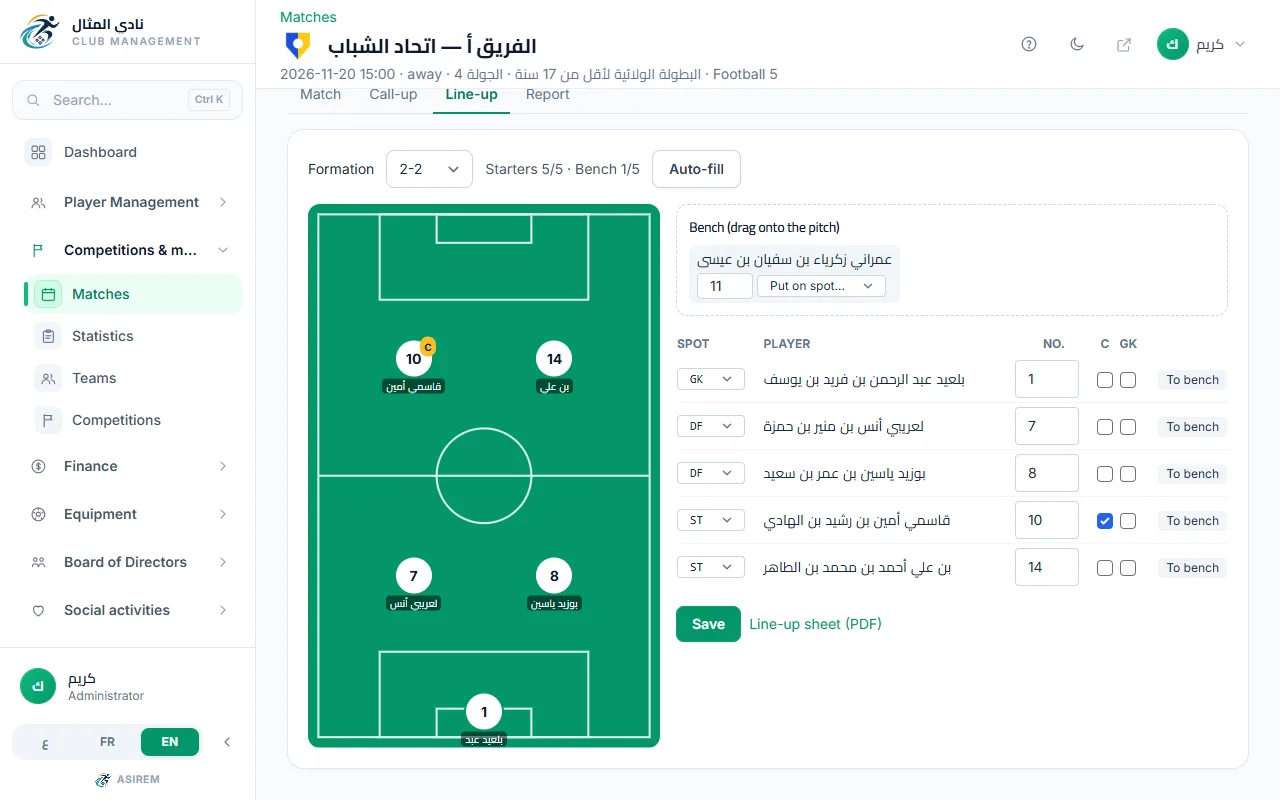 نادي المثال
CLUB MANAGEMENT
Search...
Ctrl K
Dashboard
Player Management
Competitions & m...
Matches
Statistics
Teams
Competitions
Finance
Equipment
Board of Directors
Social activities
كريم
Administrator
ع
FR
EN
ASIREM
Matches
الفريق أ — اتحاد الشباب
2026-11-20 15:00 · away · الجولة 4 · البطولة الولائية لأقل من 17 سنة · Football 5
ك
كريم
Match
Call-up
Line-up
Report
Formation
2-2
Starters 5/5 · Bench 1/5
Auto-fill
10
C
قاسمي أمين
14
بن علي
7
لعريبي أنس
8
بوزيد ياسين
1
بلعيد عبد
Bench (drag onto the pitch)
عمراني زكرياء بن سفيان بن عيسى
11
Put on spot...
SPOT PLAYER NO. C GK
GK بلعيد عبد الرحمن بن فريد بن يوسف 1 To bench
DF لعريبي أنس بن منير بن حمزة 7 To bench
DF بوزيد ياسين بن عمر بن سعيد 8 To bench
ST قاسمي أمين بن رشيد بن الهادي 10 To bench
ST بن علي أحمد بن محمد بن الطاهر 14 To bench
Save
Line-up sheet (PDF)